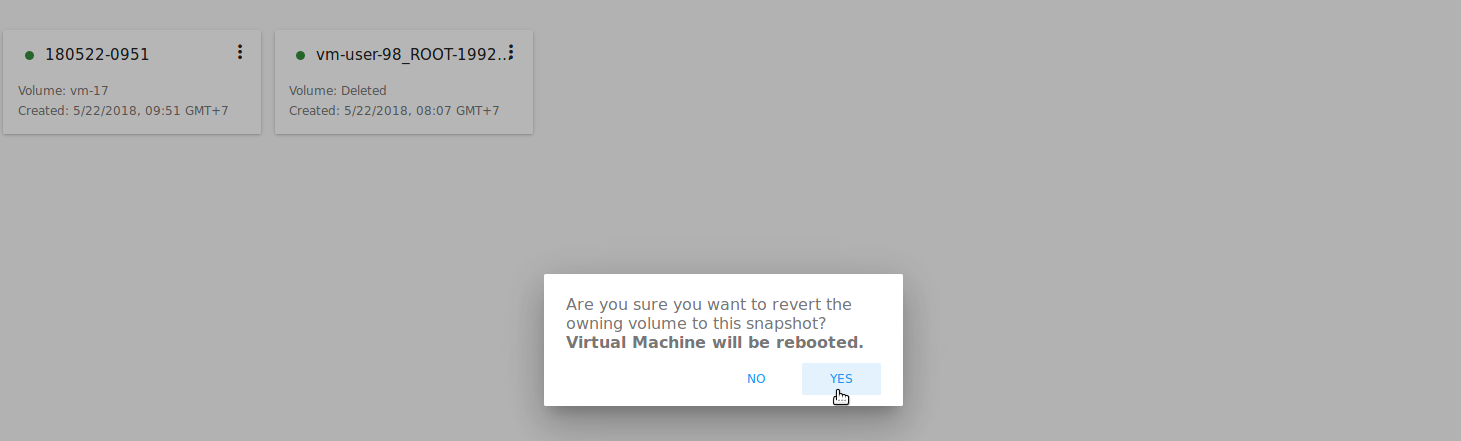 180522-0951
Volume: vm-17
Created: 5/22/2018, 09:51 GMT+7
vm-user-98_ROOT-1992...
Volume: Deleted
Created: 5/22/2018, 08:07 GMT+7
Are you sure you want to revert the
owning volume to this snapshot?
Virtual Machine will be rebooted.
NO YES